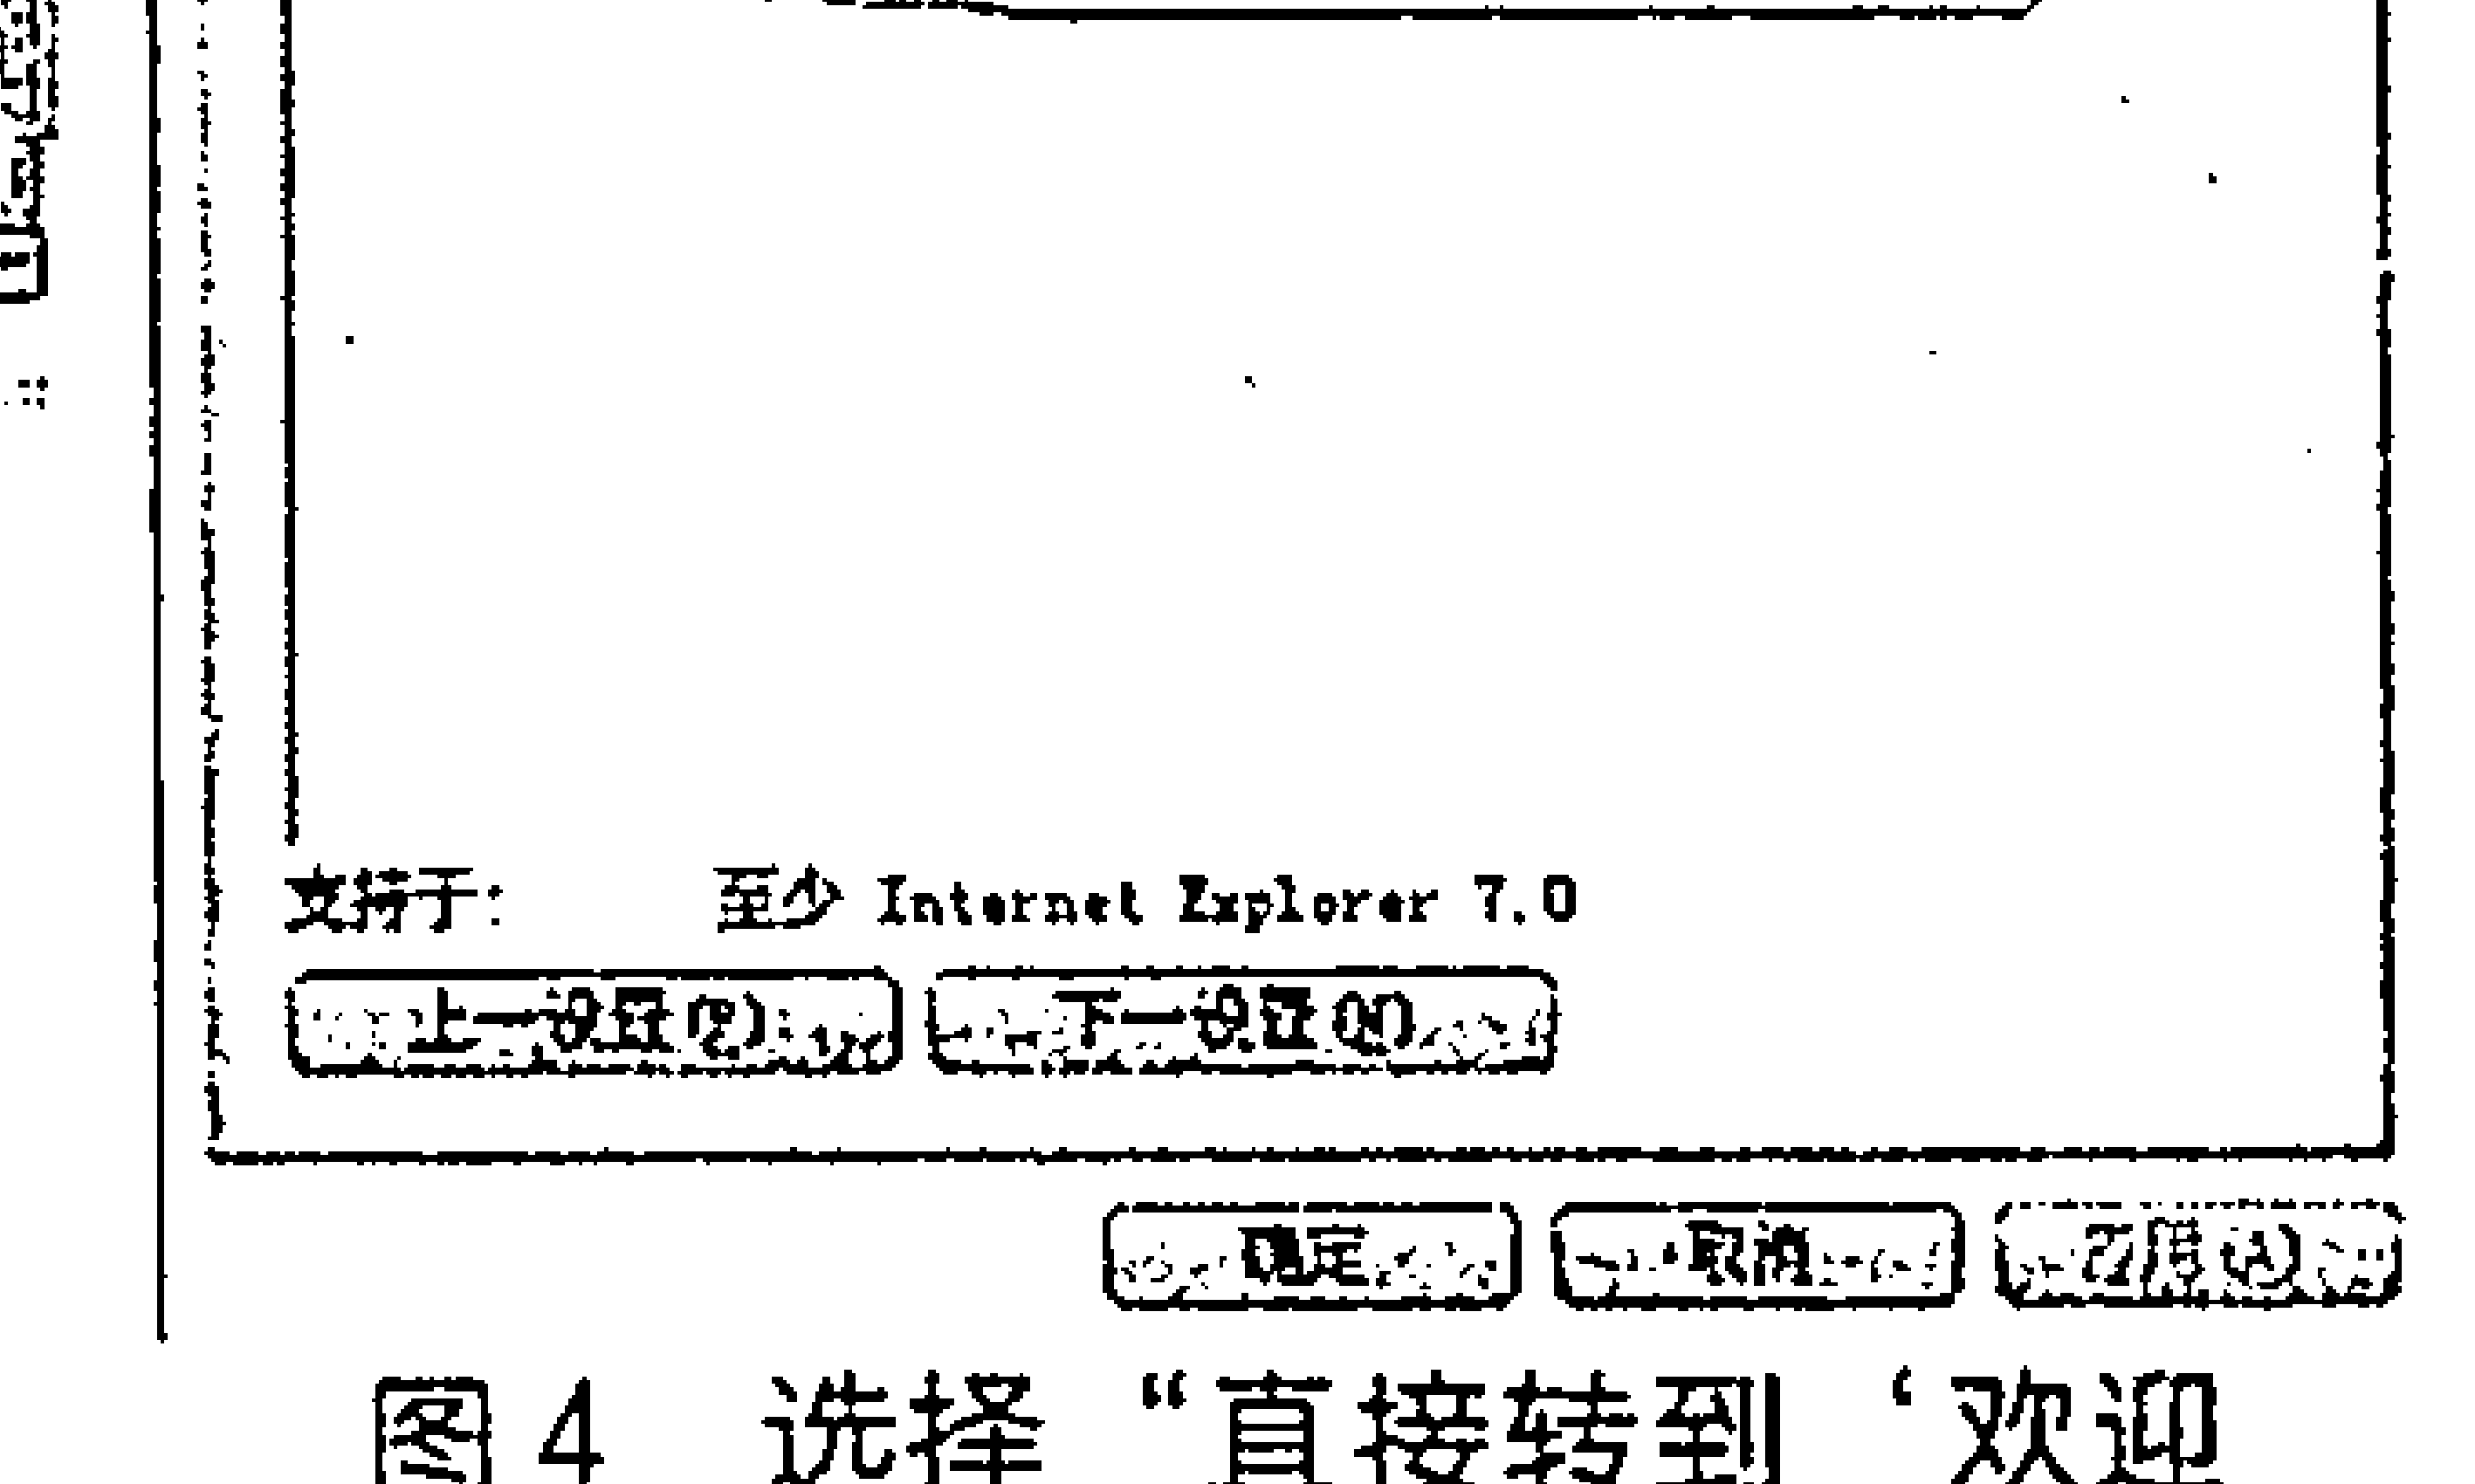 支持于: 至少 Internet Explorer 7.0
上一设置(P) 下一设置(N)
确定 取消 应用(A)
图4 选择 “直接转到 ‘欢迎